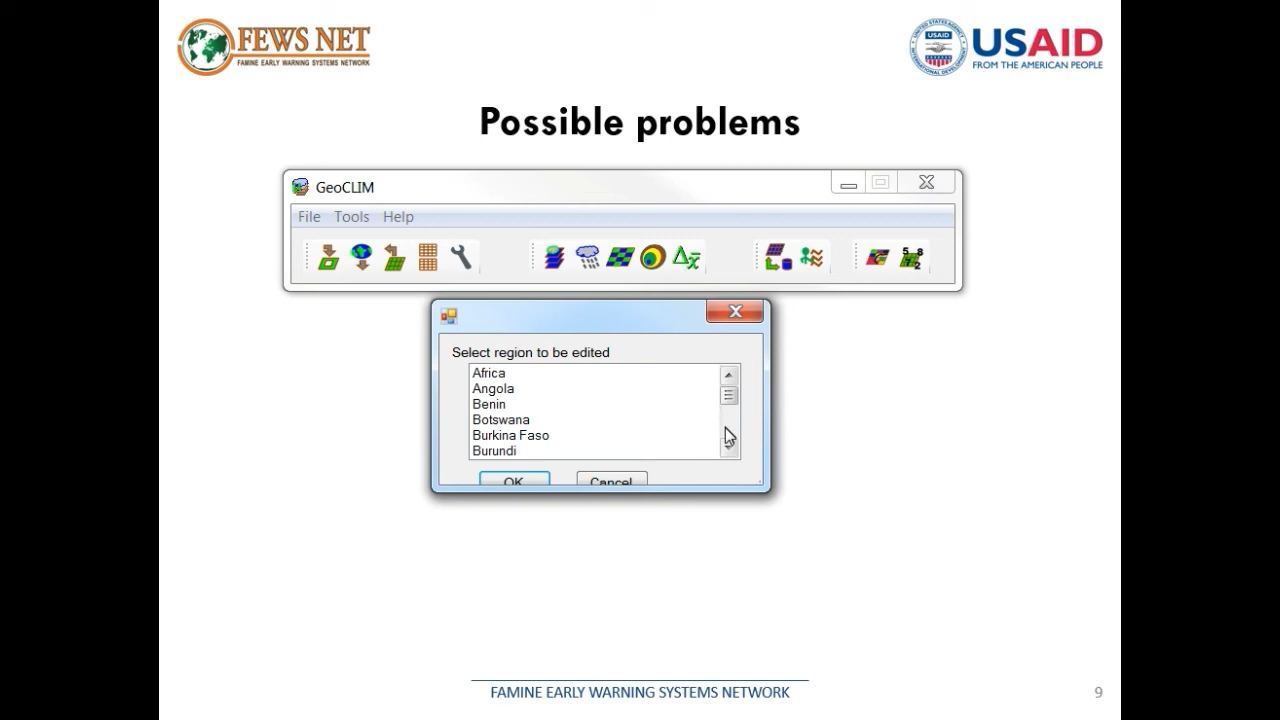 FEWS NET
FAMINE EARLY WARNING SYSTEMS NETWORK
USAID
USAID
FROM THE AMERICAN PEOPLE
Possible problems
GeoCLIM
File Tools Help
Select region to be edited
Africa
Angola
Benin
Botswana
Burkina Faso
Burundi
OK Cancel
FAMINE EARLY WARNING SYSTEMS NETWORK
9